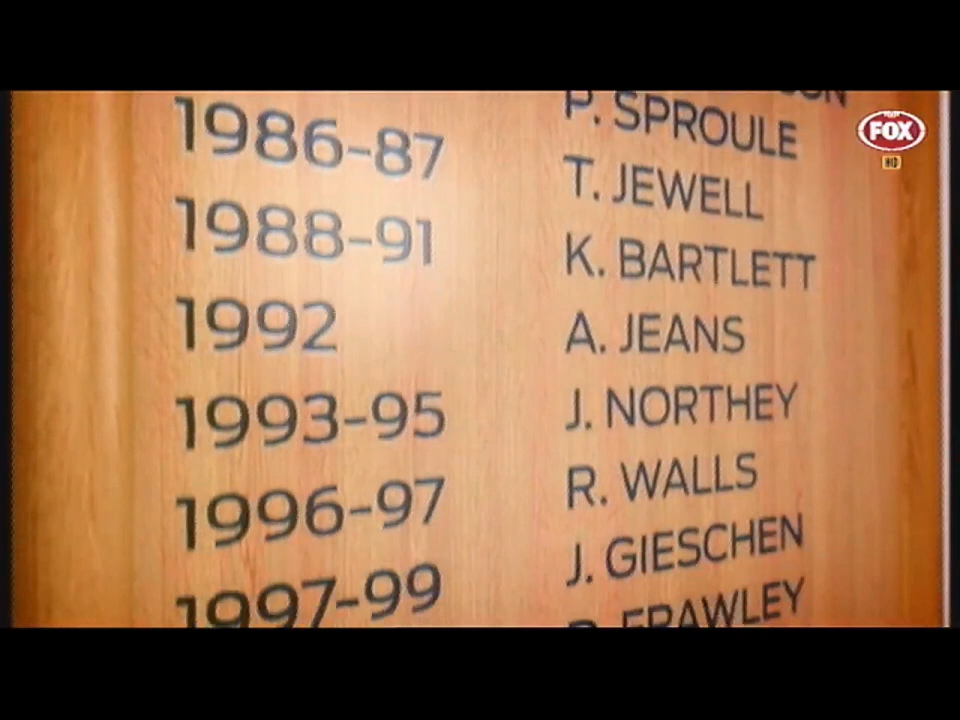 P. SPROULE
1986-87 T. JEWELL
1988-91 K. BARTLETT
1992 A. JEANS
1993-95 J. NORTHEY
1996-97 R. WALLS
1997-99 J. GIESCHEN
FRAWLEY
FOX
HD